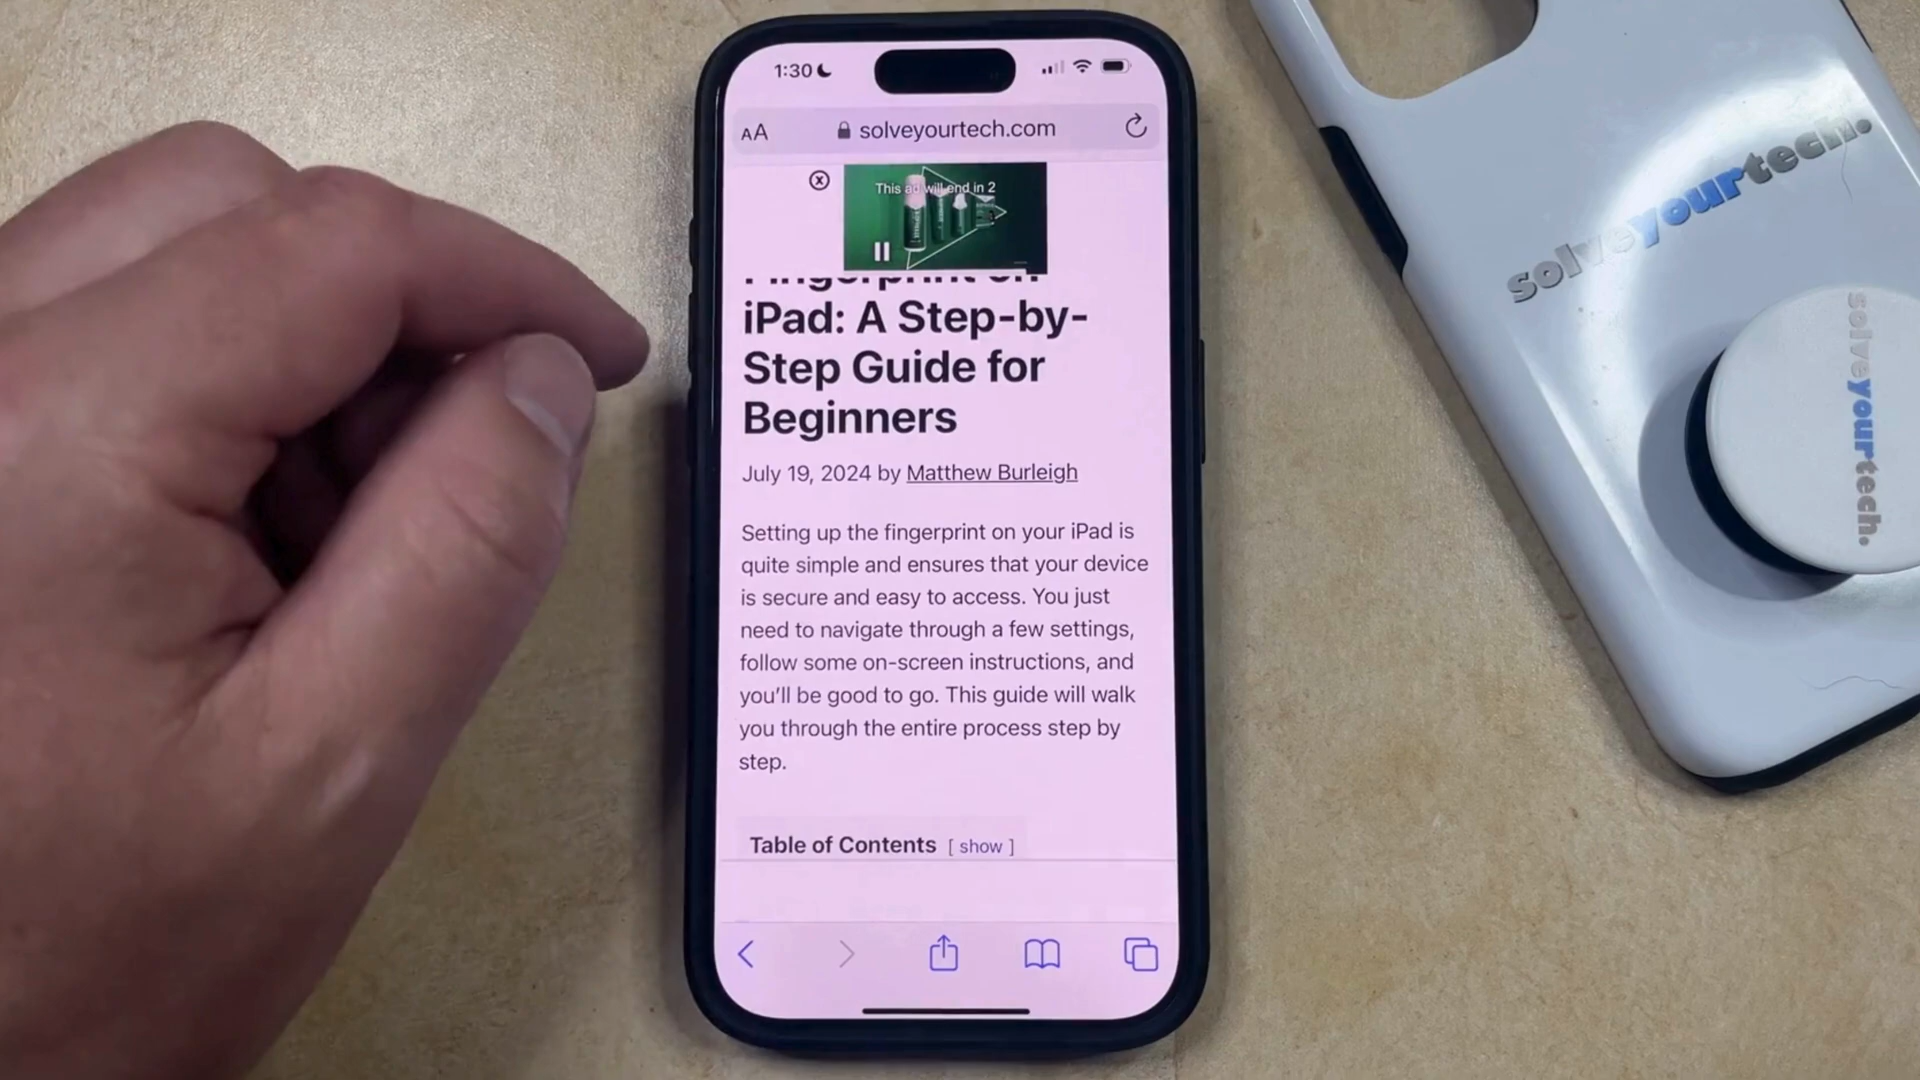 1:30
AA solveyourtech.com
This ad will end in 2
Fingerprint on
iPad: A Step-by-
Step Guide for
Beginners
July 19, 2024 by Matthew Burleigh
Setting up the fingerprint on your iPad is
quite simple and ensures that your device
is secure and easy to access. You just
need to navigate through a few settings,
follow some on-screen instructions, and
you'll be good to go. This guide will walk
you through the entire process step by
step.
Table of Contents [ show ]
solveyourtech.
solveyourtech.